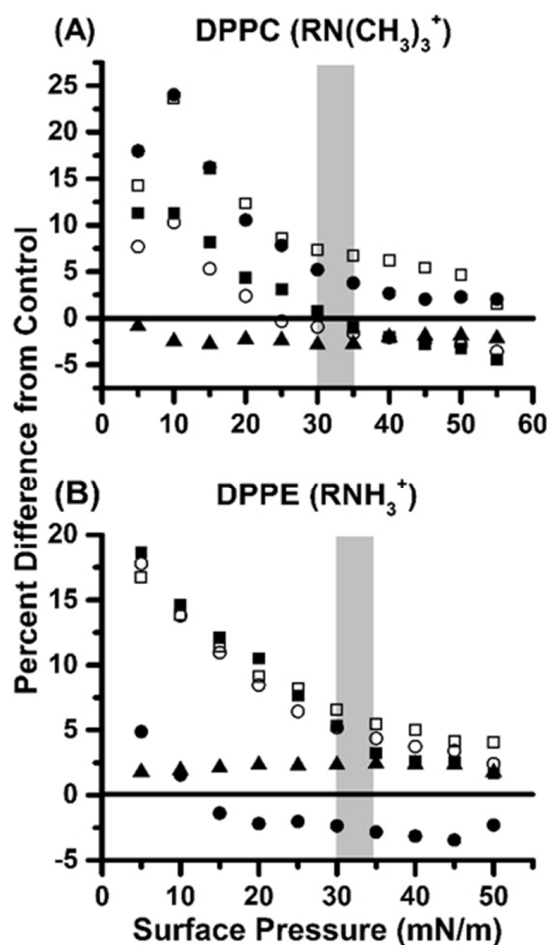 (A) DPPC (RN(CH₃)₃⁺)
25
20
15
10
5
0
-5
0 10 20 30 40 50 60
Percent Difference from Control
(B) DPPE (RNH₃⁺)
20
15
10
5
0
-5
0 10 20 30 40 50
Surface Pressure (mN/m)